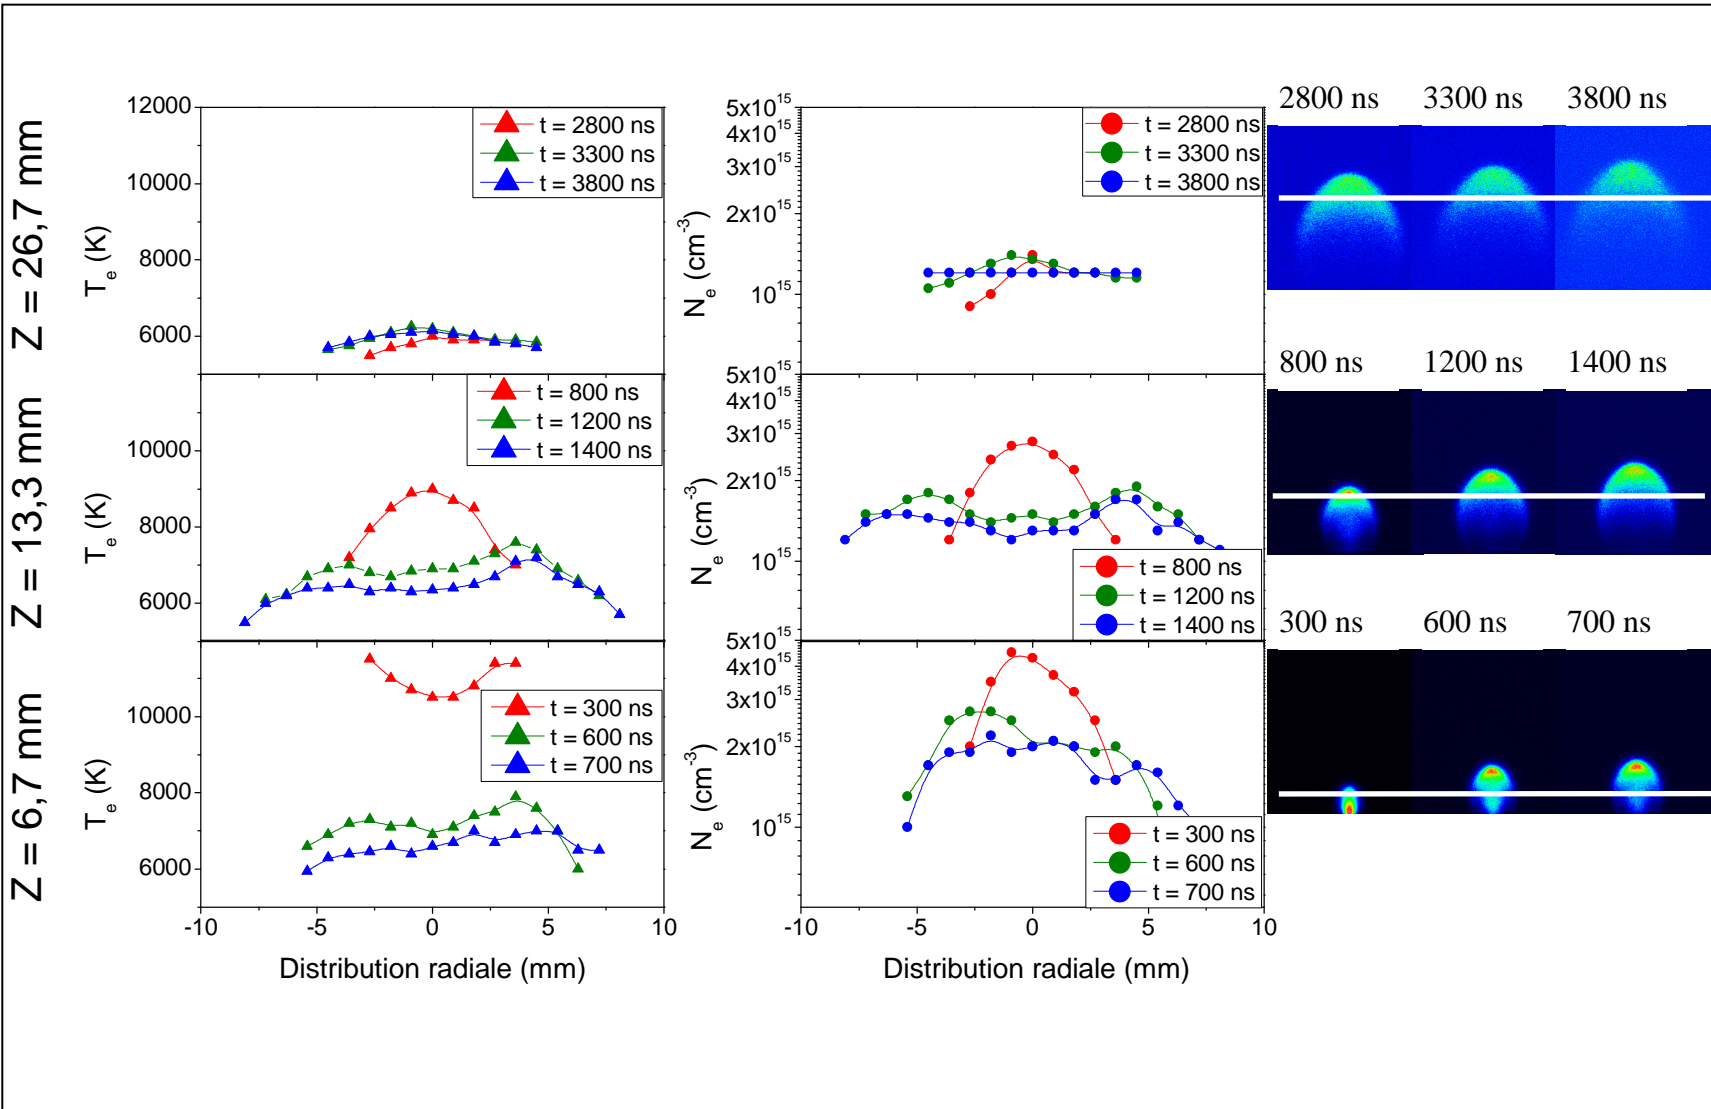 Z = 26,7 mm
T_e (K)
12000
10000
8000
6000
t = 2800 ns
t = 3300 ns
t = 3800 ns
N_e (cm^-3)
5x10^15
4x10^15
3x10^15
2x10^15
10^15
t = 2800 ns
t = 3300 ns
t = 3800 ns
2800 ns 3300 ns 3800 ns
Z = 13,3 mm
T_e (K)
10000
8000
6000
t = 800 ns
t = 1200 ns
t = 1400 ns
N_e (cm^-3)
5x10^15
4x10^15
3x10^15
2x10^15
10^15
t = 800 ns
t = 1200 ns
t = 1400 ns
800 ns 1200 ns 1400 ns
Z = 6,7 mm
T_e (K)
10000
8000
6000
t = 300 ns
t = 600 ns
t = 700 ns
-10 -5 0 5 10
Distribution radiale (mm)
N_e (cm^-3)
5x10^15
4x10^15
3x10^15
2x10^15
10^15
t = 300 ns
t = 600 ns
t = 700 ns
-10 -5 0 5 10
Distribution radiale (mm)
300 ns 600 ns 700 ns